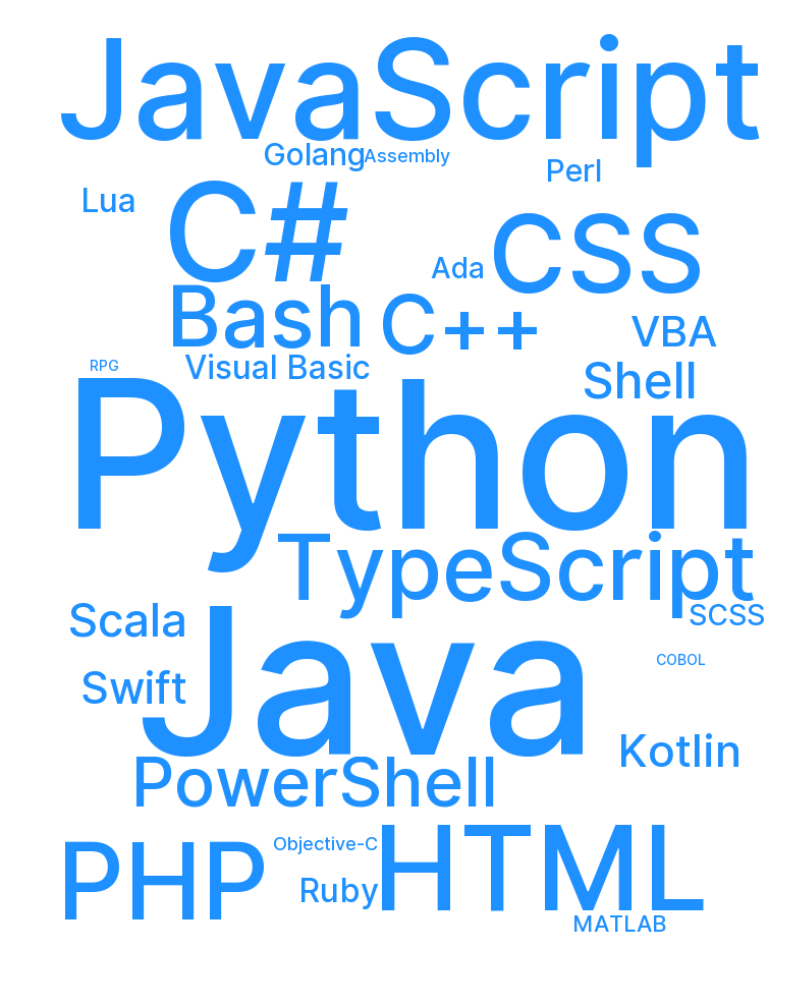 JavaScript
Golang
Assembly
Perl
Lua
C#
CSS
Ada
Bash
C++
VBA
RPG
Visual Basic
Shell
Python
TypeScript
Scala
SCSS
Java
COBOL
Swift
Kotlin
PowerShell
PHP
Objective-C
HTML
Ruby
MATLAB